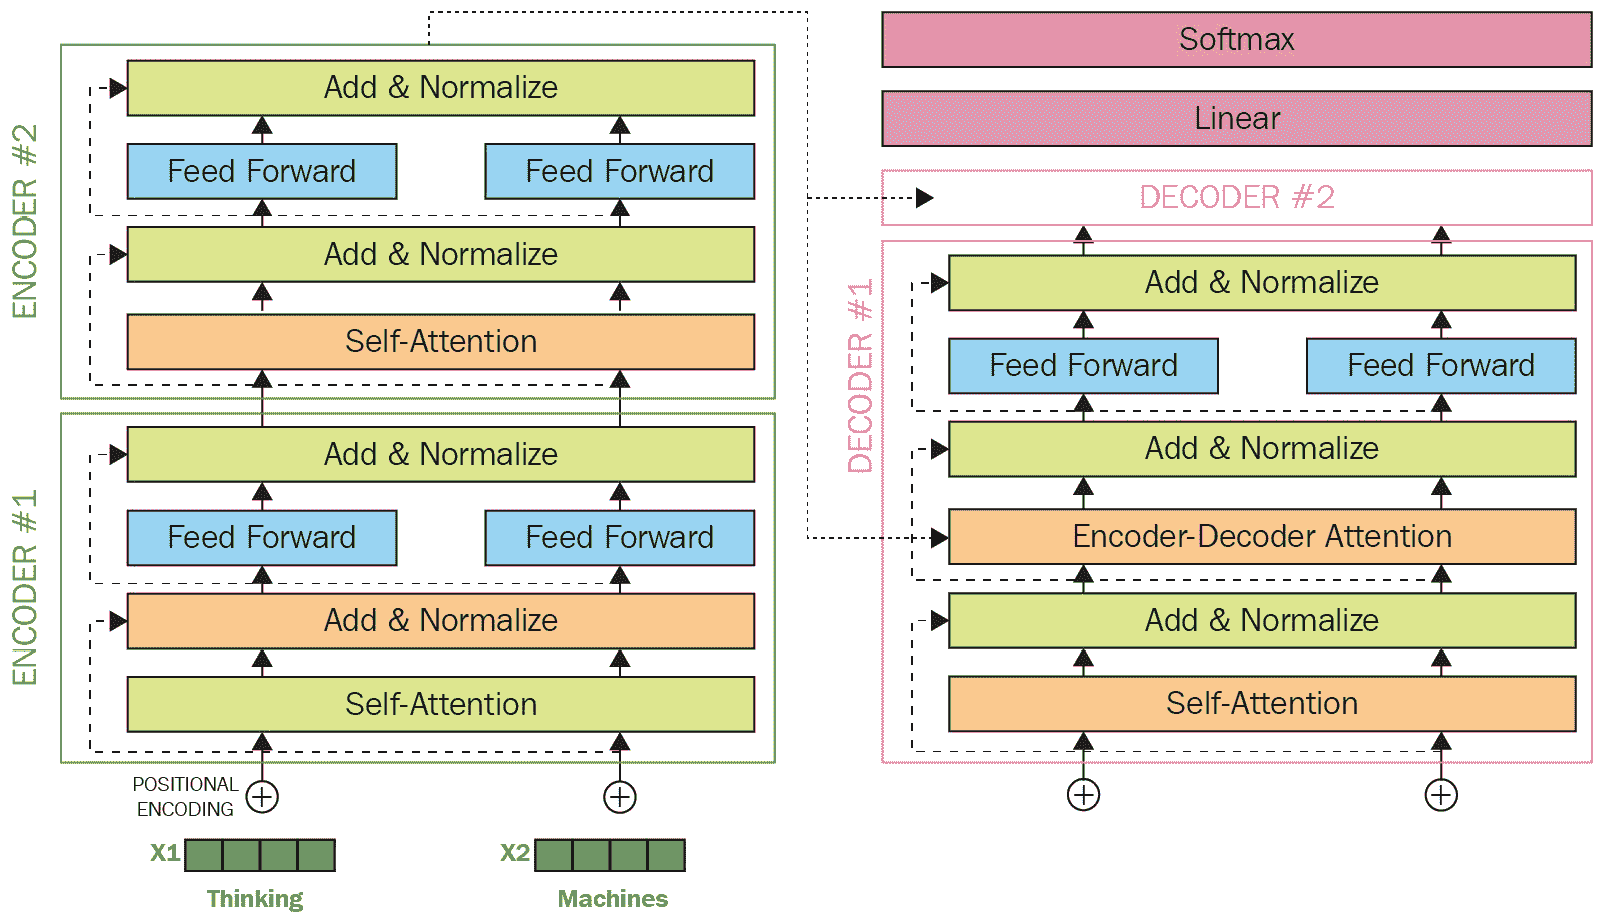 ENCODER #2
Add & Normalize
Feed Forward
Feed Forward
Add & Normalize
Self-Attention
ENCODER #1
Add & Normalize
Feed Forward
Feed Forward
Add & Normalize
Self-Attention
POSITIONAL
ENCODING
X1
X2
Thinking
Machines
Softmax
Linear
DECODER #2
DECODER #1
Add & Normalize
Feed Forward
Feed Forward
Add & Normalize
Encoder-Decoder Attention
Add & Normalize
Self-Attention